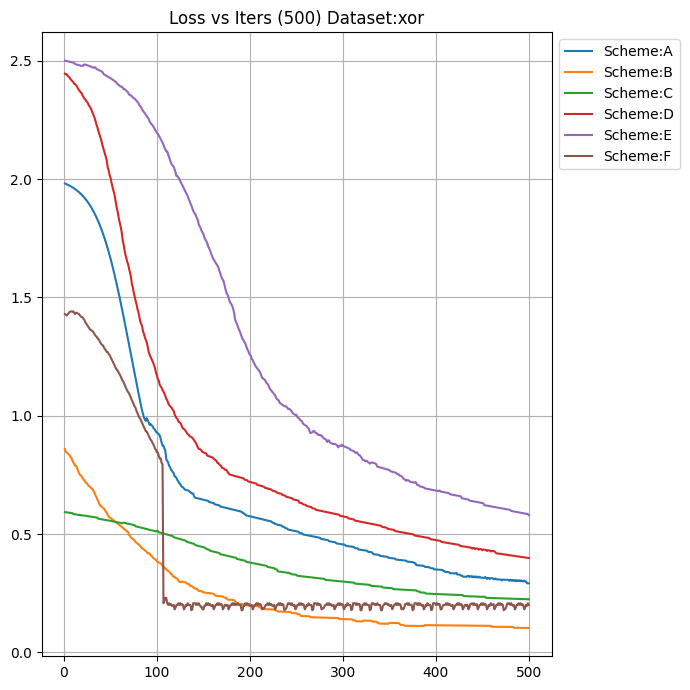 Loss vs Iters (500) Dataset:xor
2.5
2.0
1.5
1.0
0.5
0.0
0 100 200 300 400 500
Scheme:A
Scheme:B
Scheme:C
Scheme:D
Scheme:E
Scheme:F